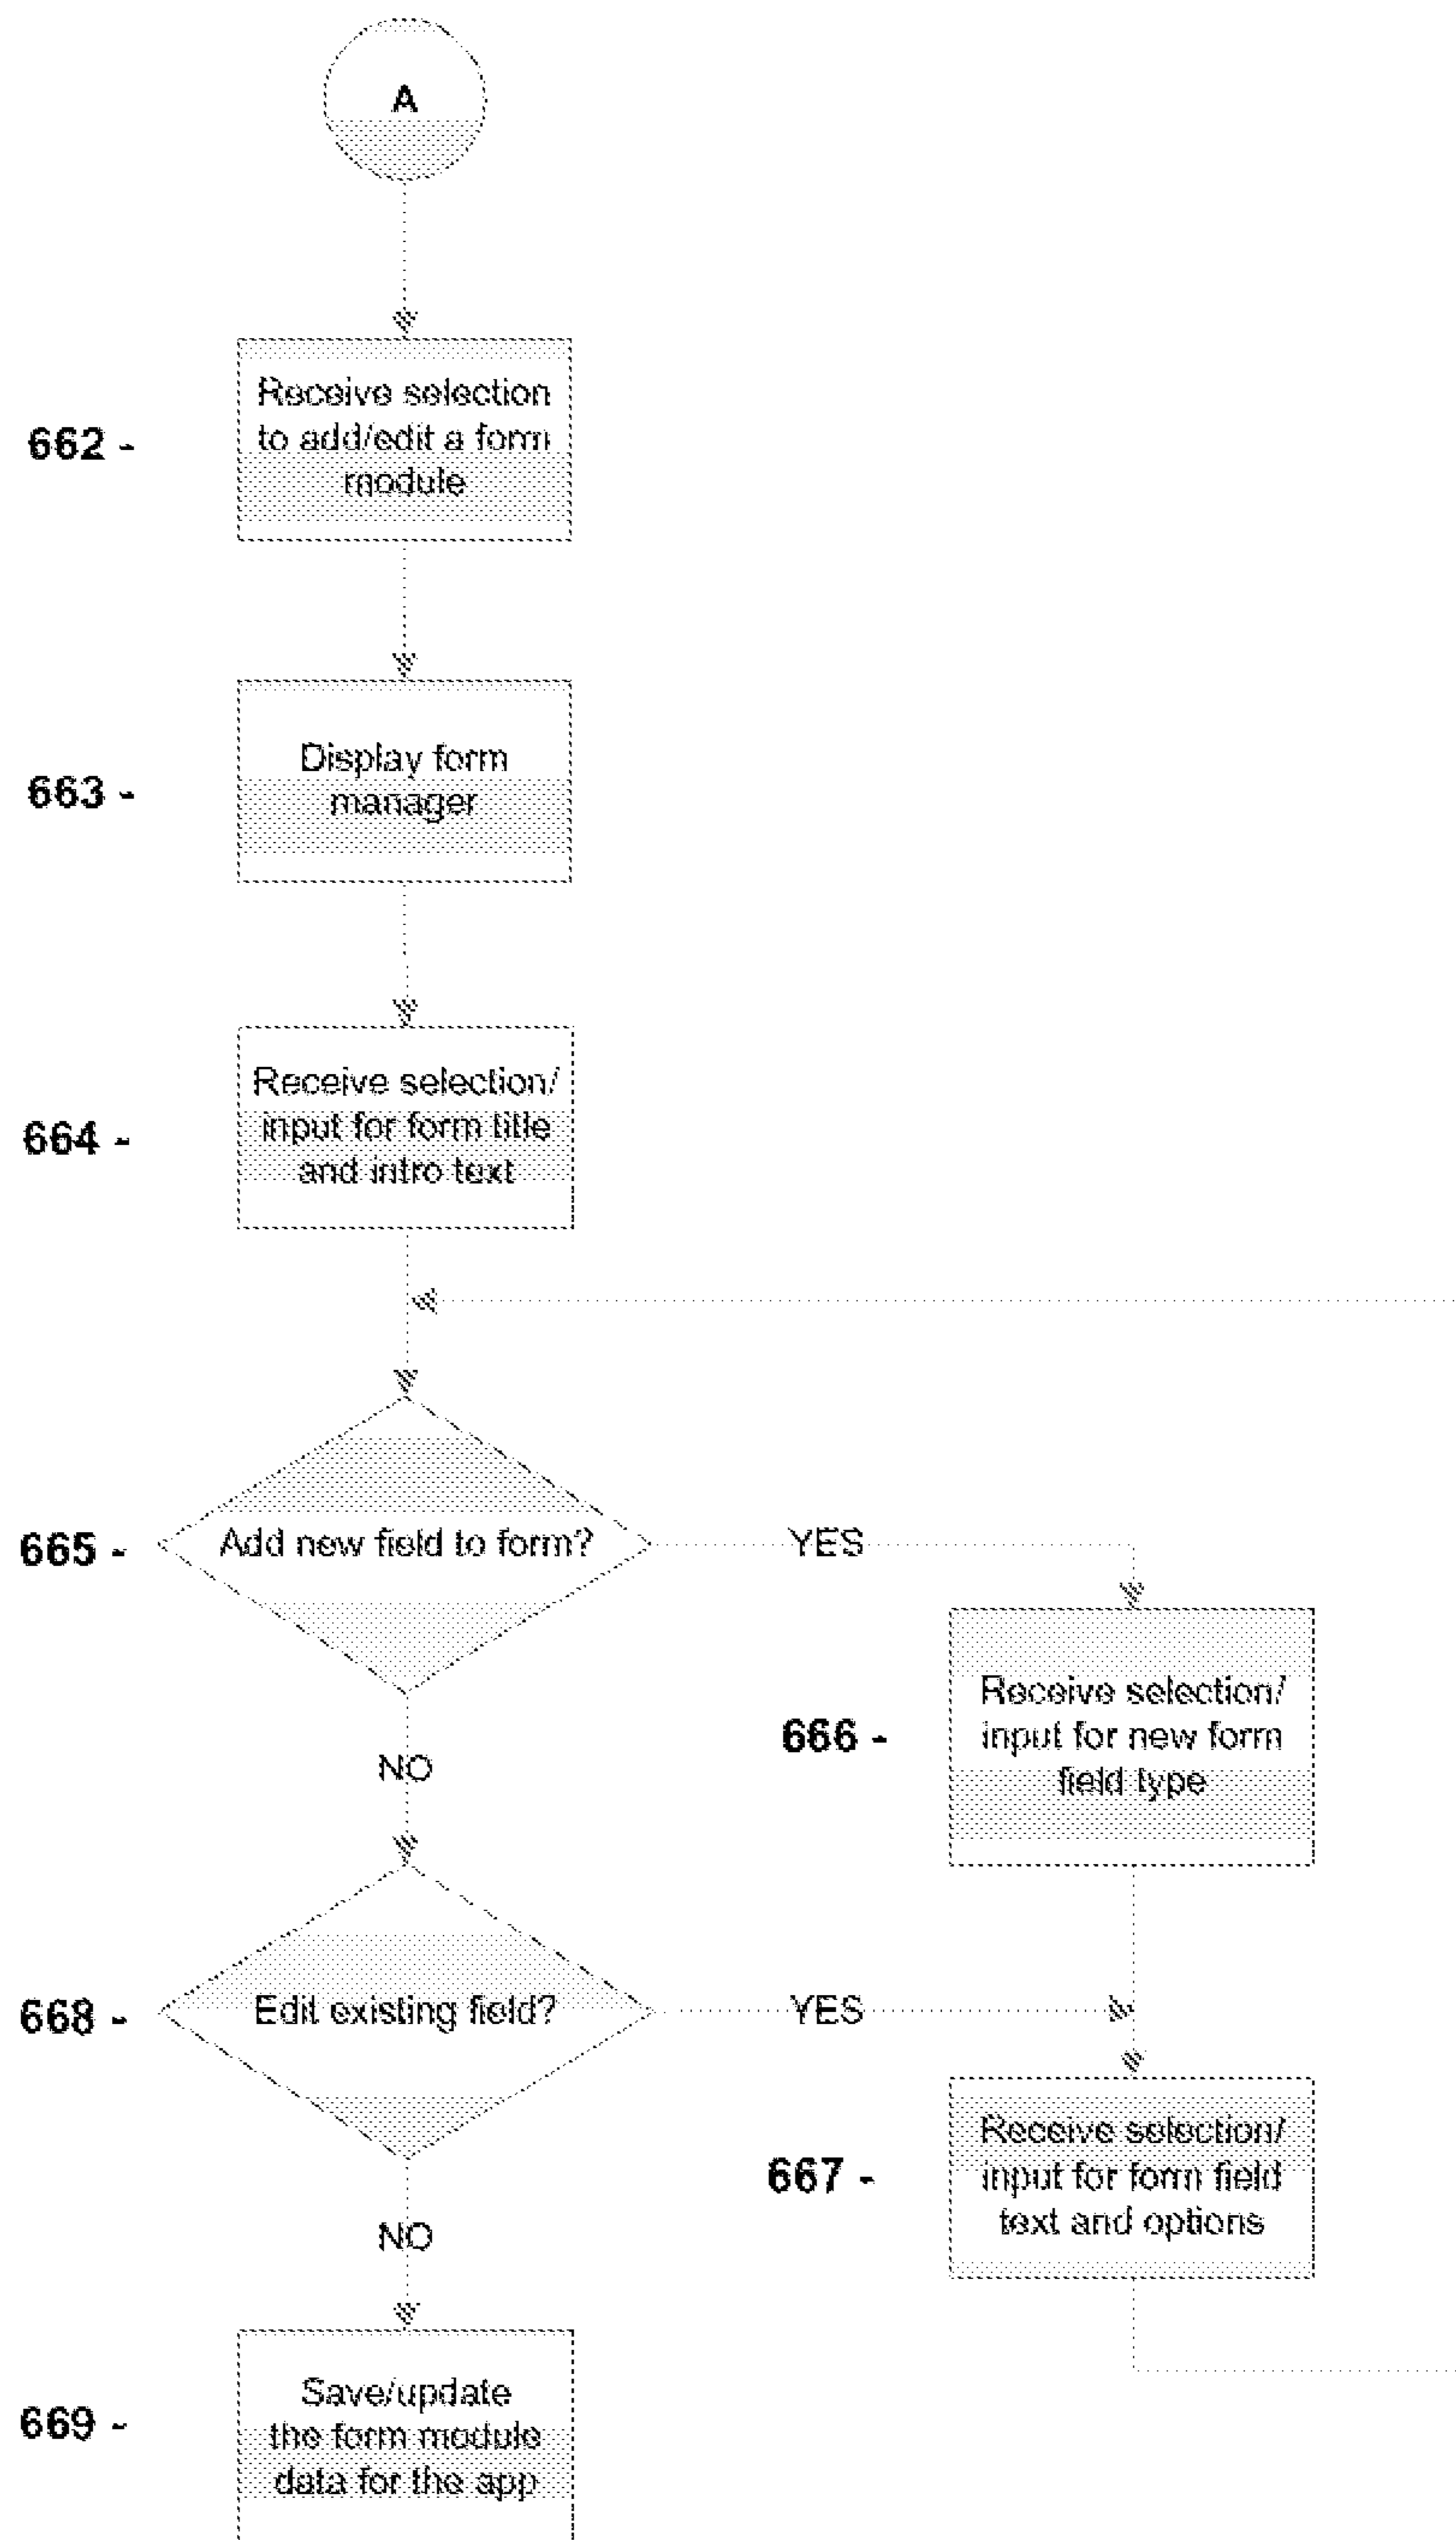 A
662 -
Receive selection
to add/edit a form
module
663 -
Display form
manager
664 -
Receive selection/
input for form title
and intro text
665 -
Add new field to form?
YES
666 -
Receive selection/
input for new form
field type
NO
668 -
Edit existing field?
YES
667 -
Receive selection/
input for form field
text and options
NO
669 -
Save/update
the form module
data for the app